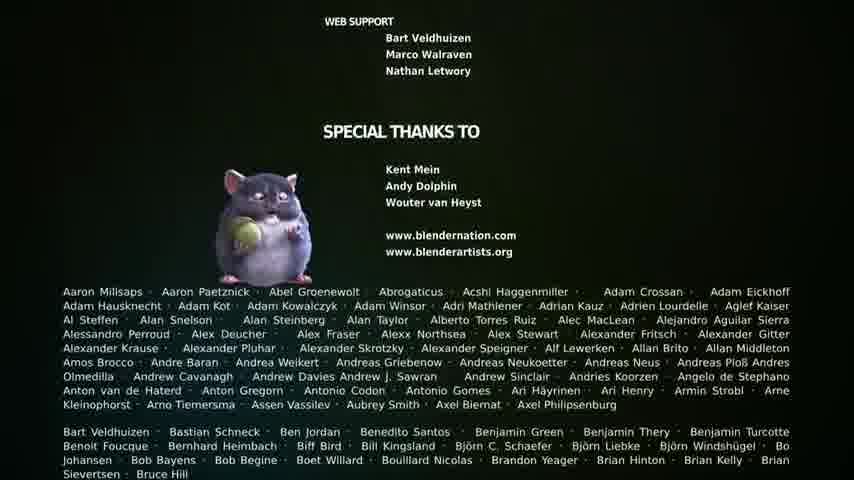 WEB SUPPORT
Bart Veldhuizen
Marco Walraven
Nathan Letwory
SPECIAL THANKS TO
Kent Mein
Andy Dolphin
Wouter van Heyst
www.blendernation.com
www.blenderartists.org
Aaron Millsaps · Aaron Paetznick · Abel Groenewolt · Abrogaticus · Acshi Haggenmiller · Adam Crossan · Adam Eickhoff
Adam Hausknecht · Adam Kot · Adam Kowalczyk · Adam Winsor · Adri Mathlener · Adrian Kauz · Adrien Lourdelle · Aglef Kaiser
Al Steffen · Alan Snelson · Alan Steinberg · Alan Taylor · Alberto Torres Ruiz · Alec MacLean · Alejandro Aguilar Sierra
Alessandro Perroud · Alex Deucher · Alex Fraser · Alexx Northsea · Alex Stewart · Alexander Fritsch · Alexander Gitter
Alexander Krause · Alexander Pluhar · Alexander Skrotzky · Alexander Speigner · Alf Lewerken · Allan Brito · Allan Middleton
Amos Brocco · Andre Baran · Andrea Weikert · Andreas Griebenow · Andreas Neukoetter · Andreas Neus · Andreas Ploß Andres
Olmedilla · Andrew Cavanagh · Andrew Davies Andrew J. Sawran · Andrew Sinclair · Andries Koorzen · Angelo de Stephano
Anton van de Haterd · Anton Gregorn · Antonio Codon · Antonio Gomes · Ari Häyrinen · Ari Henry · Armin Strobl · Arne
Kleinophorst · Arno Tiemersma · Assen Vassilev · Aubrey Smith · Axel Biernat · Axel Philipsenburg
Bart Veldhuizen · Bastian Schneck · Ben Jordan · Benedito Santos · Benjamin Green · Benjamin Thery · Benjamin Turcotte
Benoit Foucque · Bernhard Heimbach · Biff Bird · Bill Kingsland · Björn C. Schaefer · Björn Liebke · Björn Windshügel · Bo
Johansen · Bob Bayens · Bob Begine · Boet Willard · Bouillard Nicolas · Brandon Yeager · Brian Hinton · Brian Kelly · Brian
Sievertsen · Bruce Hill